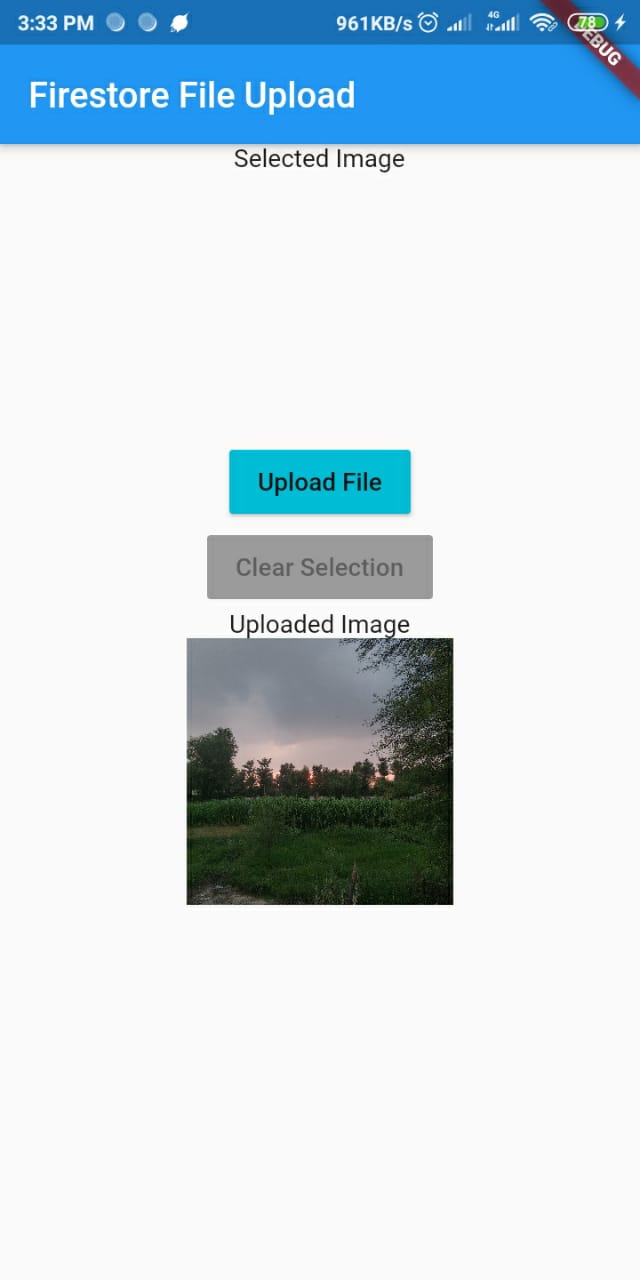 3:33 PM 961KB/s 4G 78
DEBUG
Firestore File Upload
Selected Image
Upload File
Clear Selection
Uploaded Image